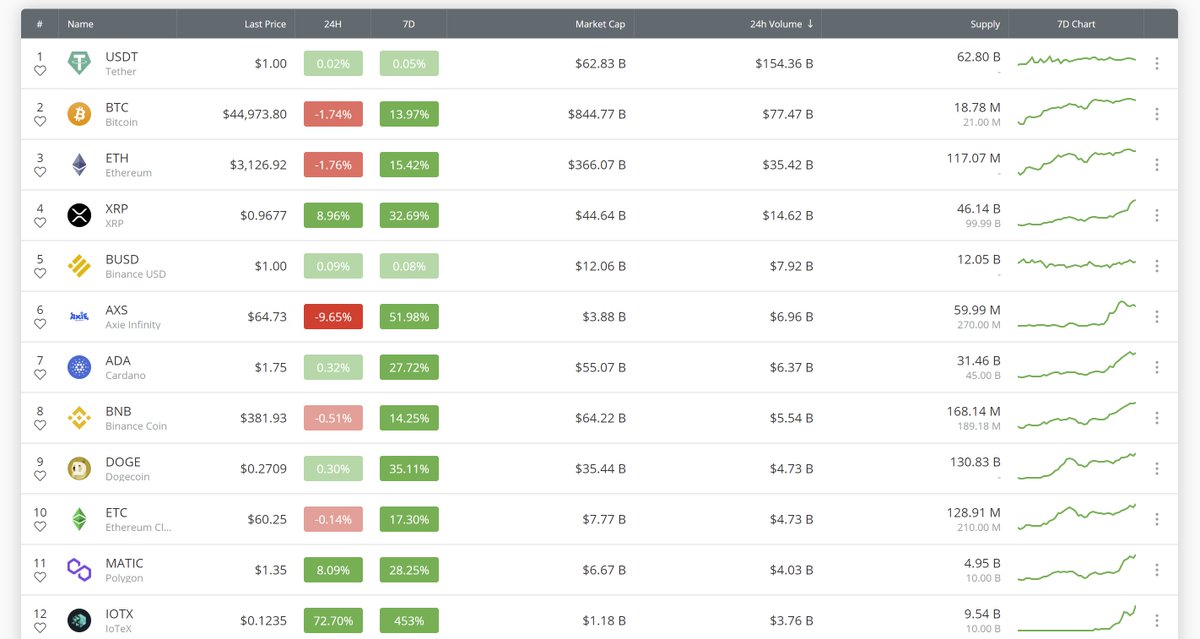 # Name Last Price 24H 7D Market Cap 24h Volume ↓ Supply 7D Chart
1 USDT $1.00 0.02% 0.05% $62.83 B $154.36 B 62.80 B
Tether -
2 BTC $44,973.80 -1.74% 13.97% $844.77 B $77.47 B 18.78 M
Bitcoin 21.00 M
3 ETH $3,126.92 -1.76% 15.42% $366.07 B $35.42 B 117.07 M
Ethereum -
4 XRP $0.9677 8.96% 32.69% $44.64 B $14.62 B 46.14 B
XRP 99.99 B
5 BUSD $1.00 0.09% 0.08% $12.06 B $7.92 B 12.05 B
Binance USD -
6 AXS $64.73 -9.65% 51.98% $3.88 B $6.96 B 59.99 M
Axie Infinity 270.00 M
7 ADA $1.75 0.32% 27.72% $55.07 B $6.37 B 31.46 B
Cardano 45.00 B
8 BNB $381.93 -0.51% 14.25% $64.22 B $5.54 B 168.14 M
Binance Coin 189.18 M
9 DOGE $0.2709 0.30% 35.11% $35.44 B $4.73 B 130.83 B
Dogecoin -
10 ETC $60.25 -0.14% 17.30% $7.77 B $4.73 B 128.91 M
Ethereum Cl... 210.00 M
11 MATIC $1.35 8.09% 28.25% $6.67 B $4.03 B 4.95 B
Polygon 10.00 B
12 IOTX $0.1235 72.70% 453% $1.18 B $3.76 B 9.54 B
IoTeX 10.00 B